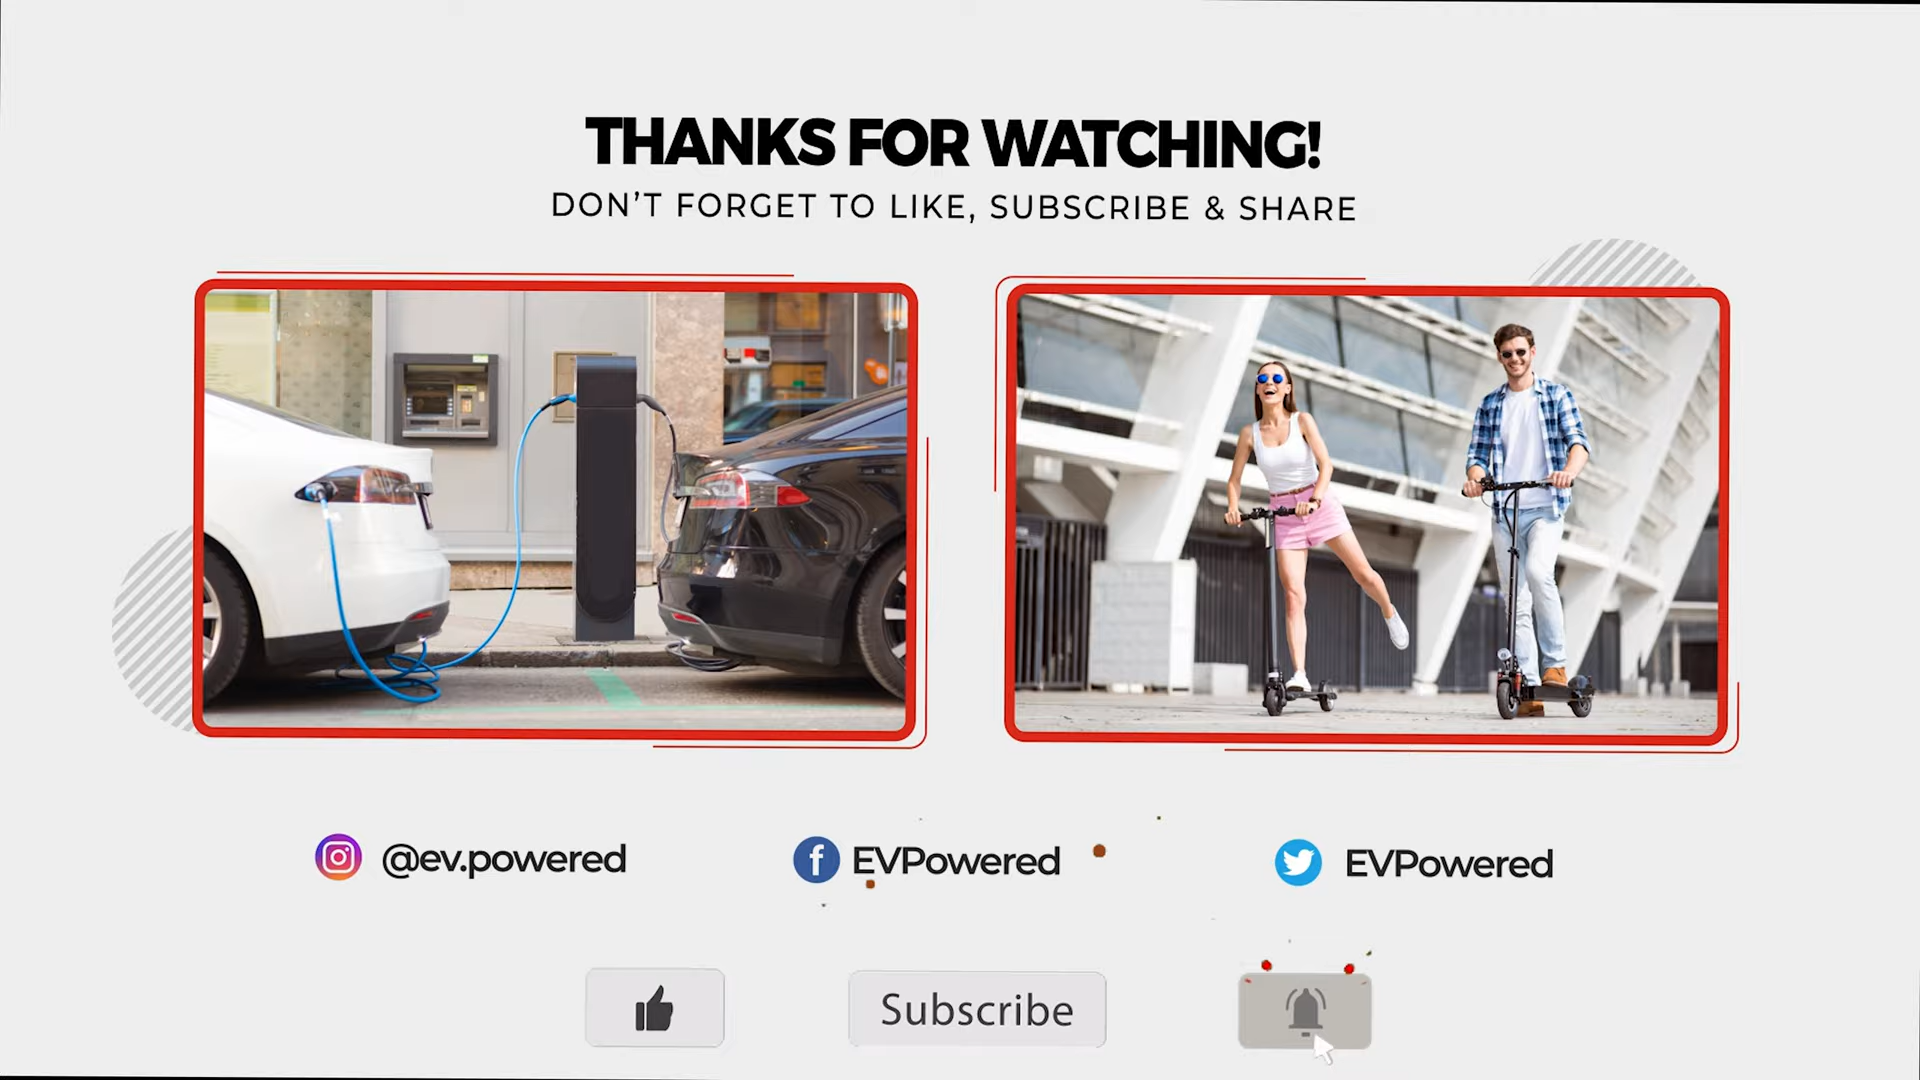 THANKS FOR WATCHING!
DON'T FORGET TO LIKE, SUBSCRIBE & SHARE
@ev.powered
EVPowered
EVPowered
Subscribe